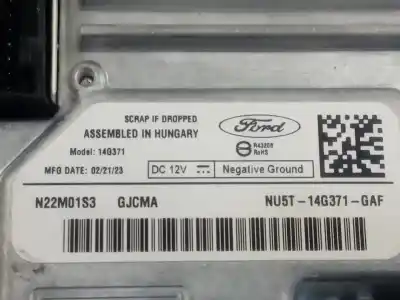 SCRAP IF DROPPED
ASSEMBLED IN HUNGARY
Model: 14G371
MFG DATE: 02/21/23
Ford
R43208
RoHS
DC 12V
Negative Ground
N22M01S3 GJCMA NU5T-14G371-GAF